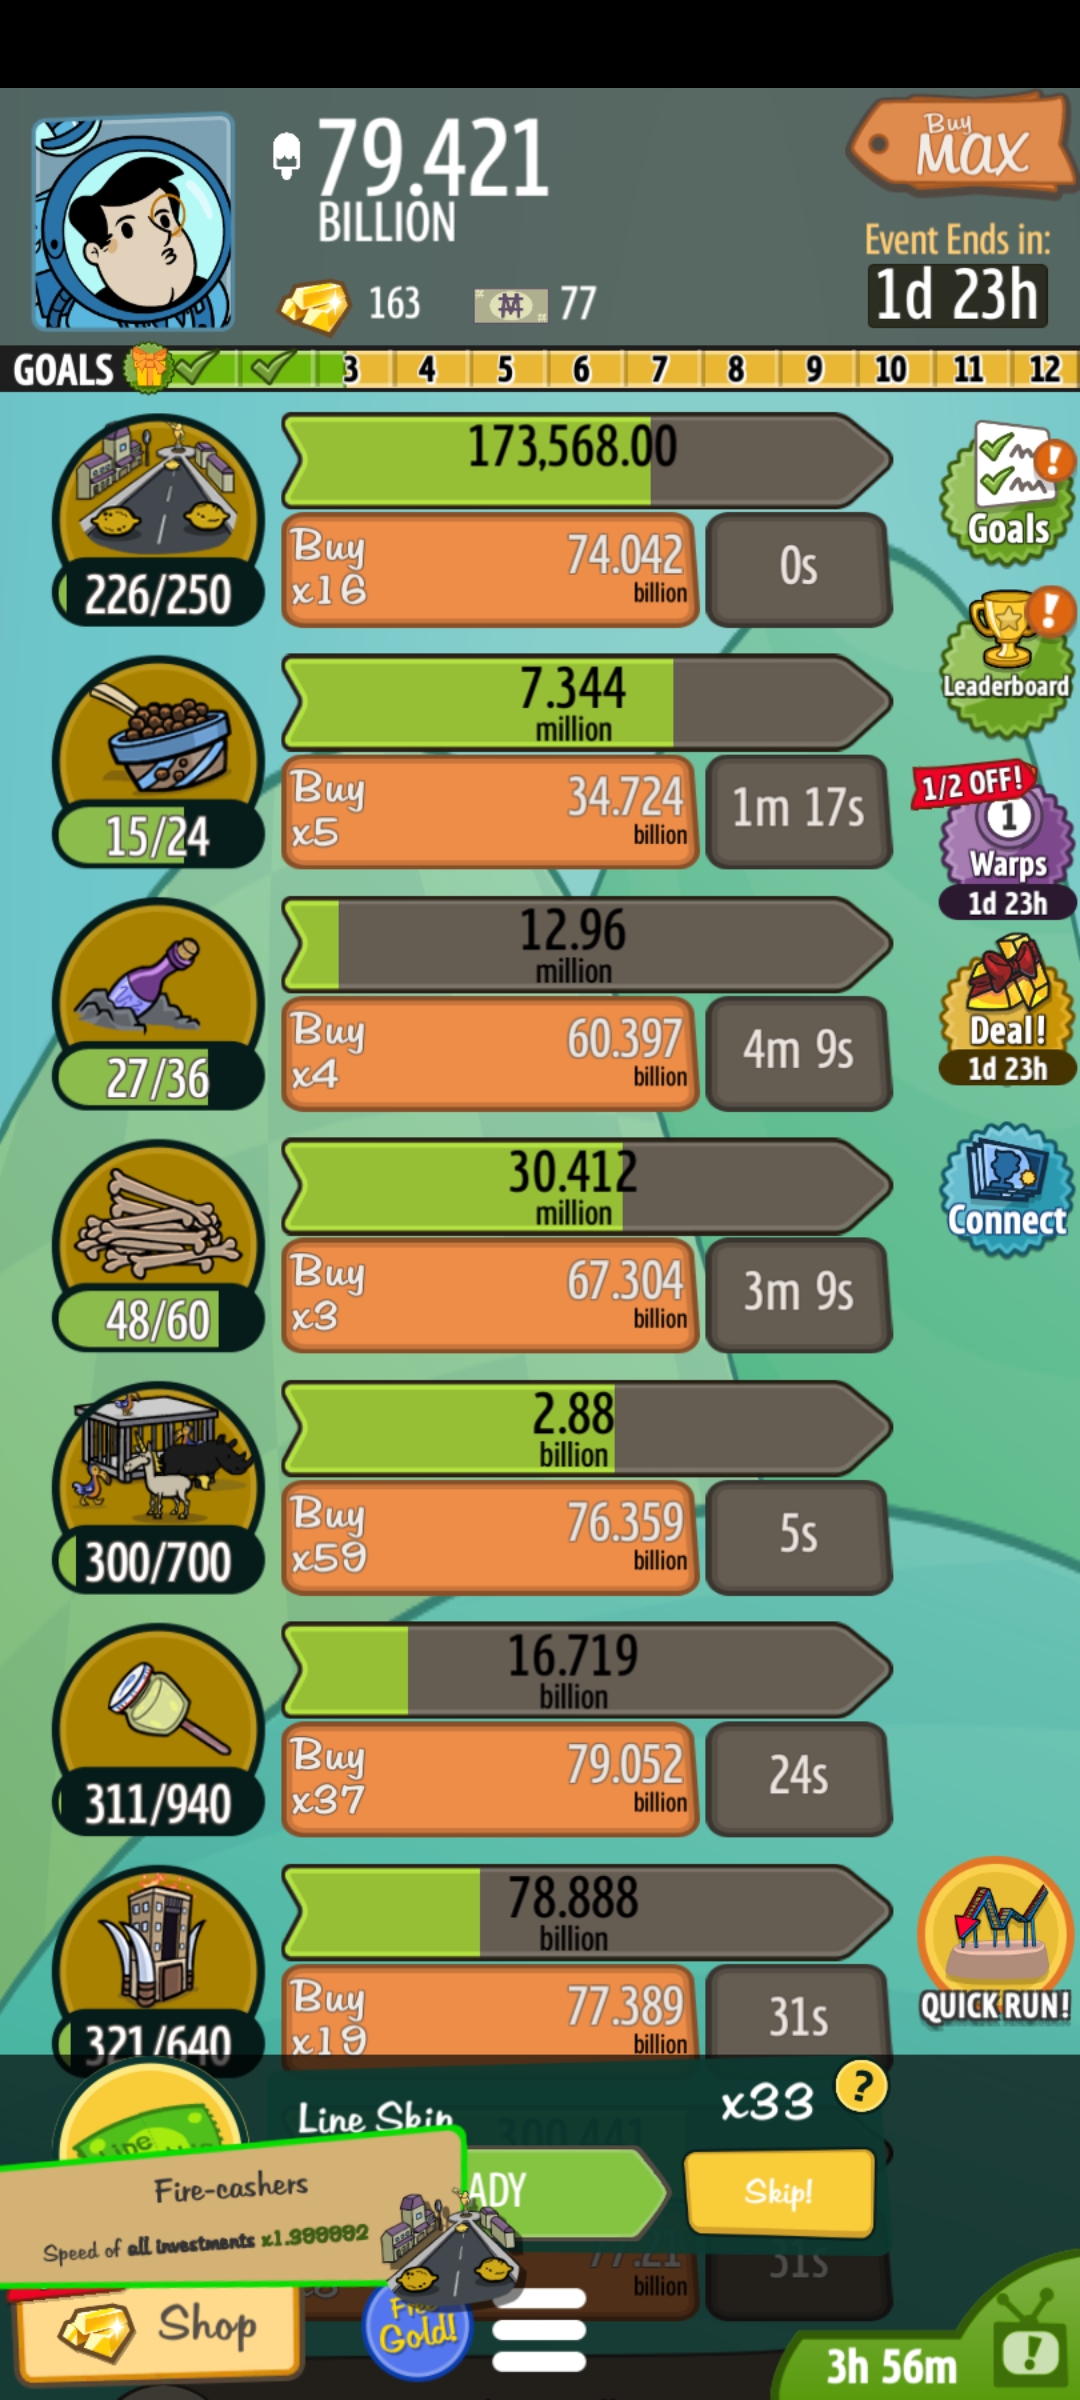 79.421
BILLION
Buy
MAX
Event Ends in:
1d 23h
163
77
GOALS
3 4 5 6 7 8 9 10 11 12
173,568.00
226/250
Buy
x16
74.042
billion
0s
Goals
7.344
million
15/24
Buy
x5
34.724
billion
1m 17s
Leaderboard
1/2 OFF!
1
Warps
1d 23h
12.96
million
27/36
Buy
x4
60.397
billion
4m 9s
Deal!
1d 23h
30.412
million
48/60
Buy
x3
67.304
billion
3m 9s
Connect
2.88
billion
300/700
Buy
x59
76.359
billion
5s
16.719
billion
311/940
Buy
x37
79.052
billion
24s
78.888
billion
321/640
Buy
x19
77.389
billion
31s
QUICK RUN!
Line Skip
x33
?
300.441
ADY
Skip!
Fire-cashers
Speed of all investments x1.999992
77.21
billion
31s
Shop
Free
Gold!
3h 56m